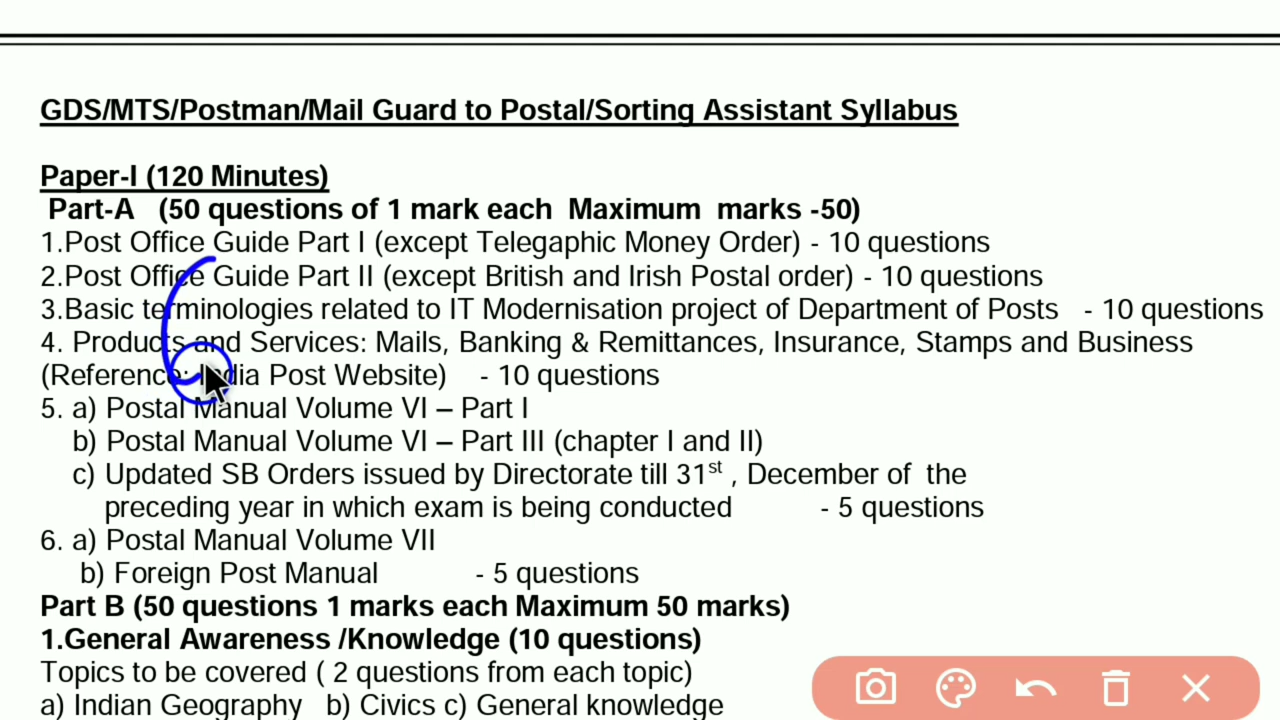 GDS/MTS/Postman/Mail Guard to Postal/Sorting Assistant Syllabus
Paper-I (120 Minutes)
Part-A (50 questions of 1 mark each Maximum marks -50)
1.Post Office Guide Part I (except Telegaphic Money Order) - 10 questions
2.Post Office Guide Part II (except British and Irish Postal order) - 10 questions
3.Basic terminologies related to IT Modernisation project of Department of Posts - 10 questions
4. Products and Services: Mails, Banking & Remittances, Insurance, Stamps and Business
(Reference: India Post Website) - 10 questions
5. a) Postal Manual Volume VI – Part I
b) Postal Manual Volume VI – Part III (chapter I and II)
c) Updated SB Orders issued by Directorate till 31st , December of the
preceding year in which exam is being conducted - 5 questions
6. a) Postal Manual Volume VII
b) Foreign Post Manual - 5 questions
Part B (50 questions 1 marks each Maximum 50 marks)
1.General Awareness /Knowledge (10 questions)
Topics to be covered ( 2 questions from each topic)
a) Indian Geography b) Civics c) General knowledge